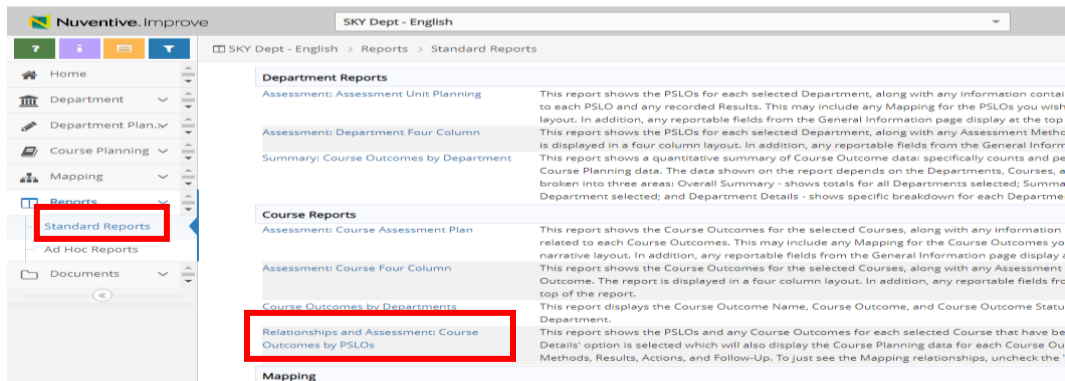 Nuventive.Improve
SKY Dept - English
? i
SKY Dept - English > Reports > Standard Reports
Home
Department
Department Plan...
Course Planning
Mapping
Reports
Standard Reports
Ad Hoc Reports
Documents
Department Reports
Assessment: Assessment Unit Planning
This report shows the PSLOs for each selected Department, along with any information contai
to each PSLO and any recorded Results. This may include any Mapping for the PSLOs you wish
layout. In addition, any reportable fields from the General Information page display at the top
Assessment: Department Four Column
This report shows the PSLOs for each selected Department, along with any Assessment Metho
is displayed in a four column layout. In addition, any reportable fields from the General Inform
Summary: Course Outcomes by Department
This report shows a quantitative summary of Course Outcome data: specifically counts and pe
Course Planning data. The data shown on the report depends on the Departments, Courses, a
broken into three areas: Overall Summary - shows totals for all Departments selected; Summa
Department selected; and Department Details - shows specific breakdown for each Departme
Course Reports
Assessment: Course Assessment Plan
This report shows the Course Outcomes for the selected Courses, along with any information
related to each Course Outcomes. This may include any Mapping for the Course Outcomes yo
narrative layout. In addition, any reportable fields from the General Information page display a
Assessment: Course Four Column
This report shows the Course Outcomes for the selected Courses, along with any Assessment
Outcome. The report is displayed in a four column layout. In addition, any reportable fields fro
top of the report.
Course Outcomes by Departments
This report displays the Course Outcome Name, Course Outcome, and Course Outcome Statu
Department.
Relationships and Assessment: Course
Outcomes by PSLOs
This report shows the PSLOs and any Course Outcomes for each selected Course that have be
Details' option is selected which will also display the Course Planning data for each Course Ou
Methods, Results, Actions, and Follow-Up. To just see the Mapping relationships, uncheck the '
Mapping